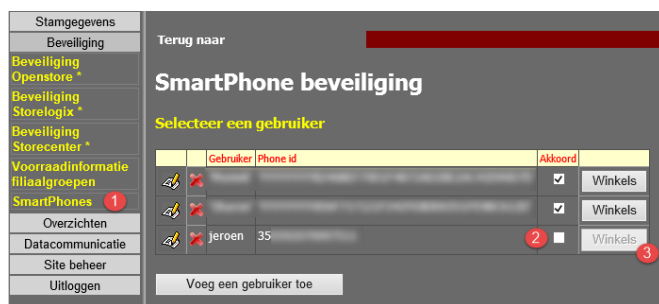 Stamgegevens
Beveiliging
Beveiliging
Openstore *
Beveiliging
Storelogix *
Beveiliging
Storecenter *
Voorraadinformatie
filiaalgroepen
SmartPhones 1
Overzichten
Datacommunicatie
Site beheer
Uitloggen
Terug naar
SmartPhone beveiliging
Selecteer een gebruiker
Gebruiker Phone id Akkoord
Winkels
Winkels
jeroen 35 2 Winkels
3
Voeg een gebruiker toe